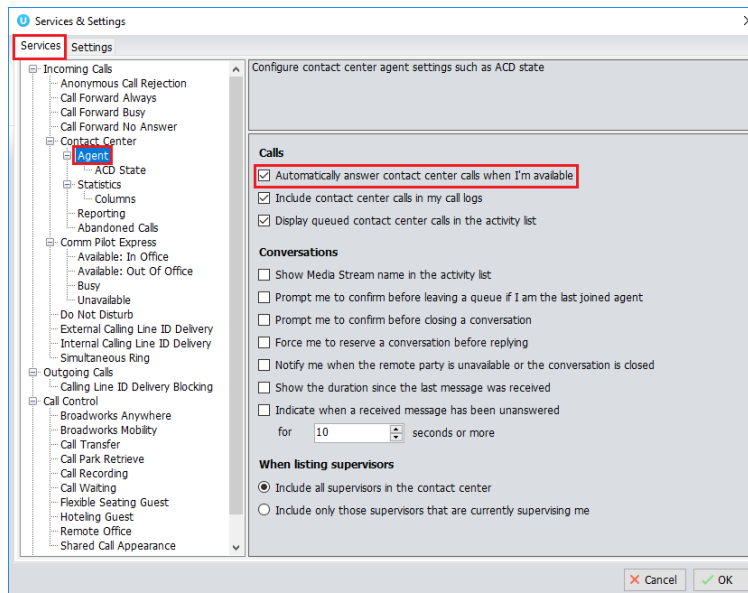 Services & Settings
Services Settings
Incoming Calls
Anonymous Call Rejection
Call Forward Always
Call Forward Busy
Call Forward No Answer
Contact Center
Agent
ACD State
Statistics
Columns
Reporting
Abandoned Calls
Comm Pilot Express
Available: In Office
Available: Out Of Office
Busy
Unavailable
Do Not Disturb
External Calling Line ID Delivery
Internal Calling Line ID Delivery
Simultaneous Ring
Outgoing Calls
Calling Line ID Delivery Blocking
Call Control
Broadworks Anywhere
Broadworks Mobility
Call Transfer
Call Park Retrieve
Call Recording
Call Waiting
Flexible Seating Guest
Hoteling Guest
Remote Office
Shared Call Appearance
Configure contact center agent settings such as ACD state
Calls
Automatically answer contact center calls when I'm available
Include contact center calls in my call logs
Display queued contact center calls in the activity list
Conversations
Show Media Stream name in the activity list
Prompt me to confirm before leaving a queue if I am the last joined agent
Prompt me to confirm before closing a conversation
Force me to reserve a conversation before replying
Notify me when the remote party is unavailable or the conversation is closed
Show the duration since the last message was received
Indicate when a received message has been unanswered
for 10 seconds or more
When listing supervisors
Include all supervisors in the contact center
Include only those supervisors that are currently supervising me
Cancel OK